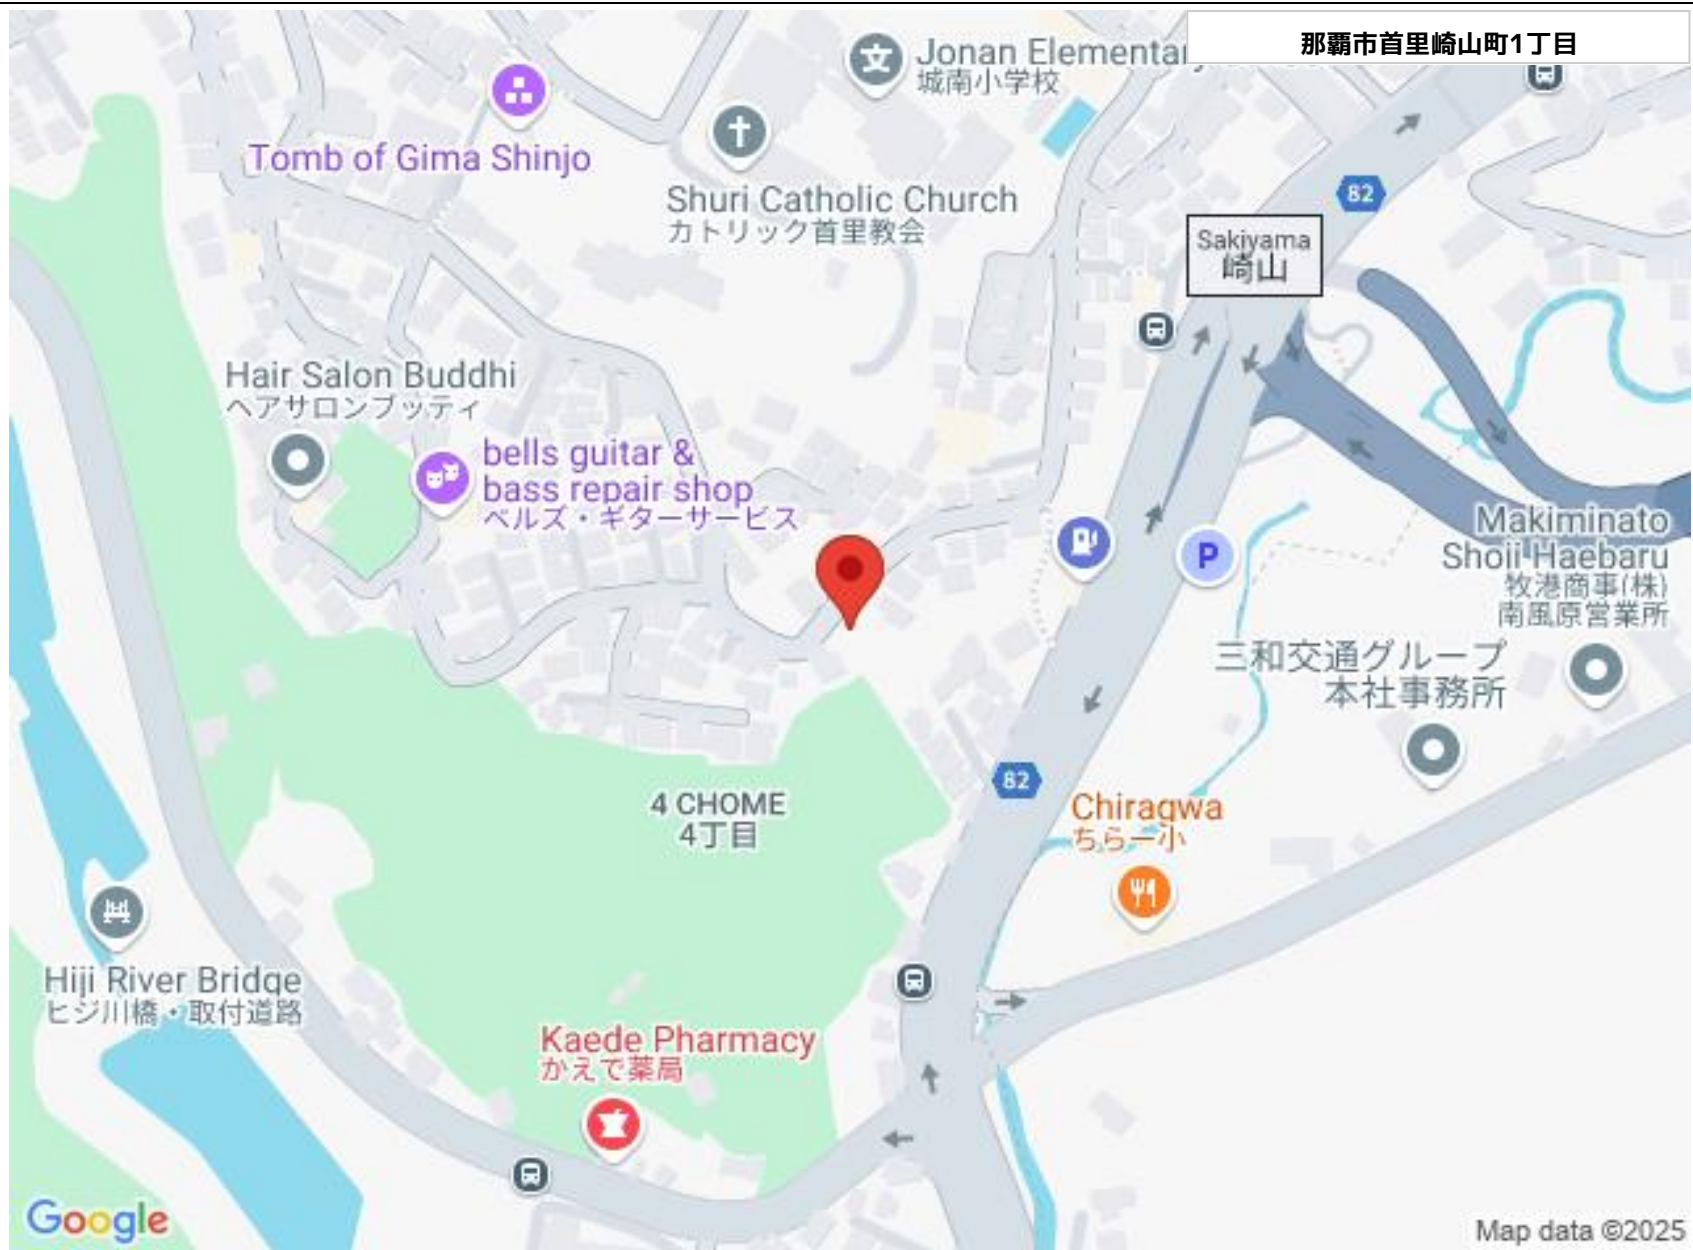 那覇市首里崎山町1丁目
Jonan Elementar
城南小学校
82
Tomb of Gima Shinjo
Shuri Catholic Church
カトリック首里教会
Sakiyama
崎山
Hair Salon Buddhi
ヘアサロンブッティ
bells guitar &
bass repair shop
ベルズ・ギターサービス
P
Makiminato
Shoji Haebaru
牧港商事(株)
南風原営業所
三和交通グループ
本社事務所
82
4 CHOME
4丁目
Chiragwa
ちらー小
Hiji River Bridge
ヒジ川橋・取付道路
Kaede Pharmacy
かえで薬局
Google
Map data ©2025